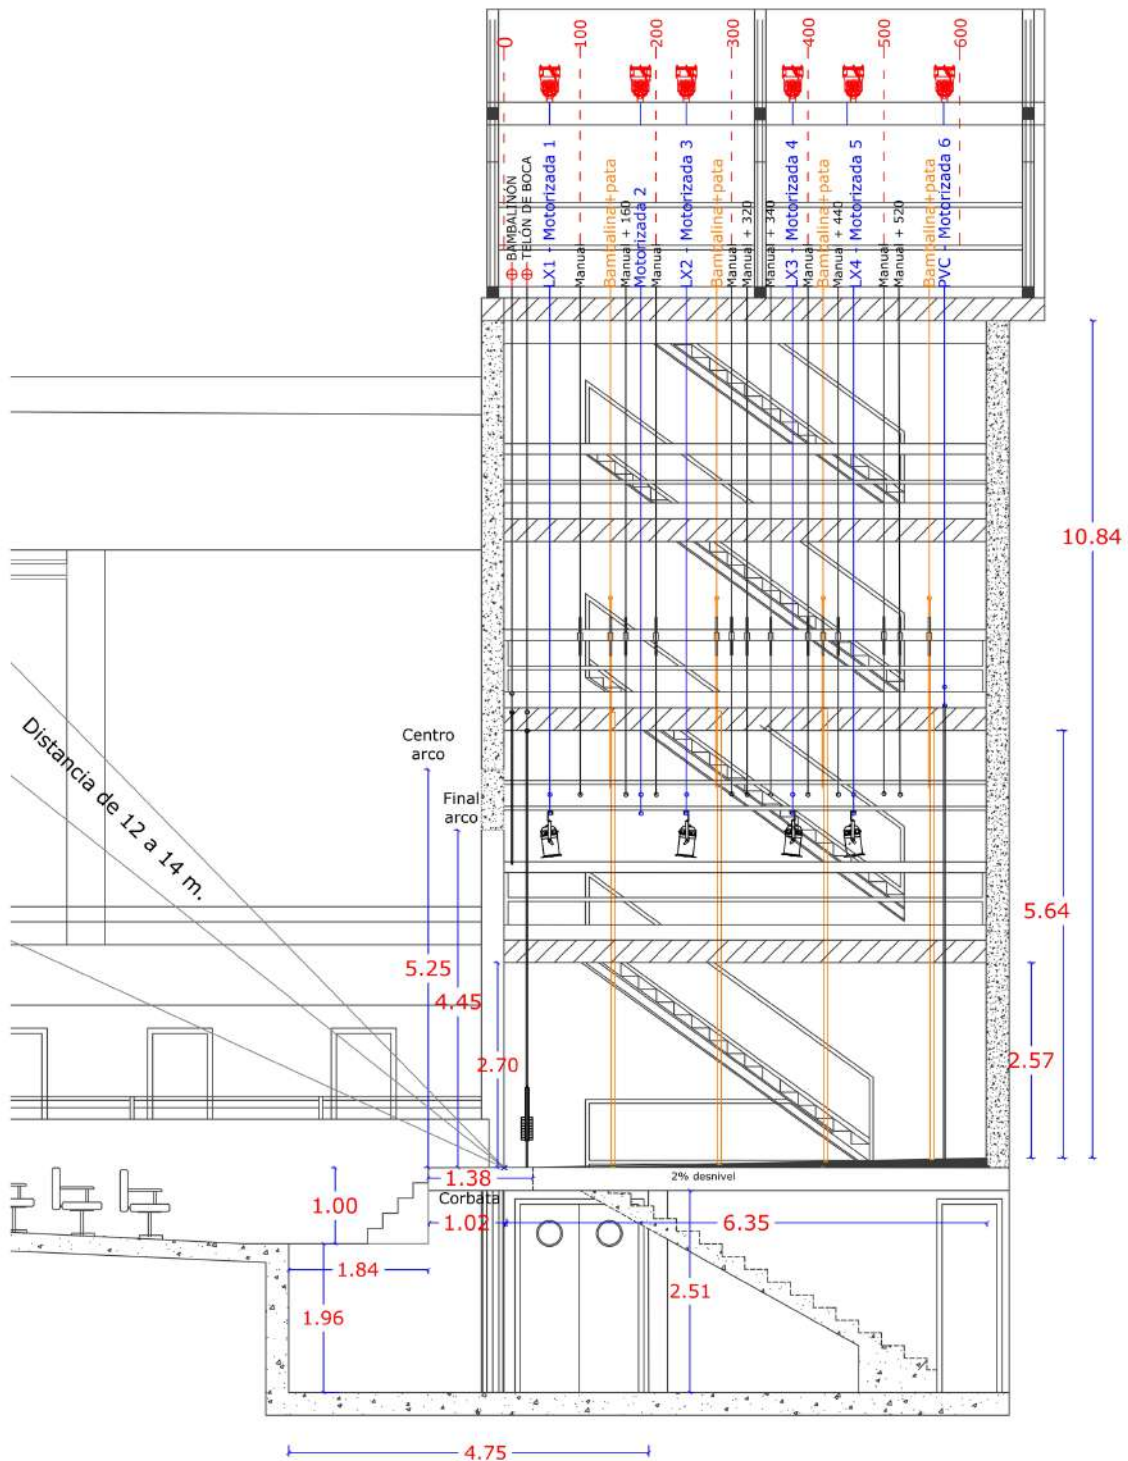 0
100
200
300
400
500
600
BAMBALINÓN
TELÓN DE BOCA
LX1 - Motorizada 1
Manual
Bambalina+pata
Manual + 160
Motorizada 2
Manual
LX2 - Motorizada 3
Bambalina+pata
Manual
Manual + 320
Manual + 340
LX3 - Motorizada 4
Manual
Bambalina+pata
Manual + 440
LX4 - Motorizada 5
Manual
Manual + 520
Bambalina+pata
PVC - Motorizada 6
10.84
Distancia de 12 a 14 m.
Centro
arco
Final
arco
5.25
4.45
5.64
2.70
2.57
1.38
2% desnivel
1.00
Corbata
1.02
6.35
1.84
2.51
1.96
4.75